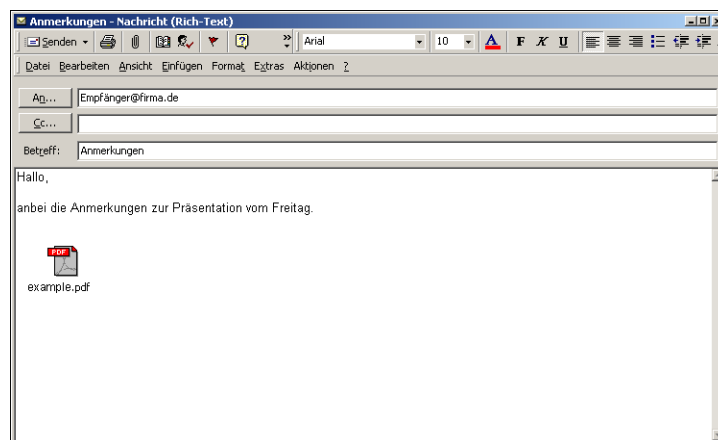 Anmerkungen - Nachricht (Rich-Text)
Senden Arial 10 A F K U
Datei Bearbeiten Ansicht Einfügen Format Extras Aktionen ?
An... Empfänger@firma.de
Cc...
Betreff: Anmerkungen
Hallo,
anbei die Anmerkungen zur Präsentation vom Freitag.
PDF
example.pdf